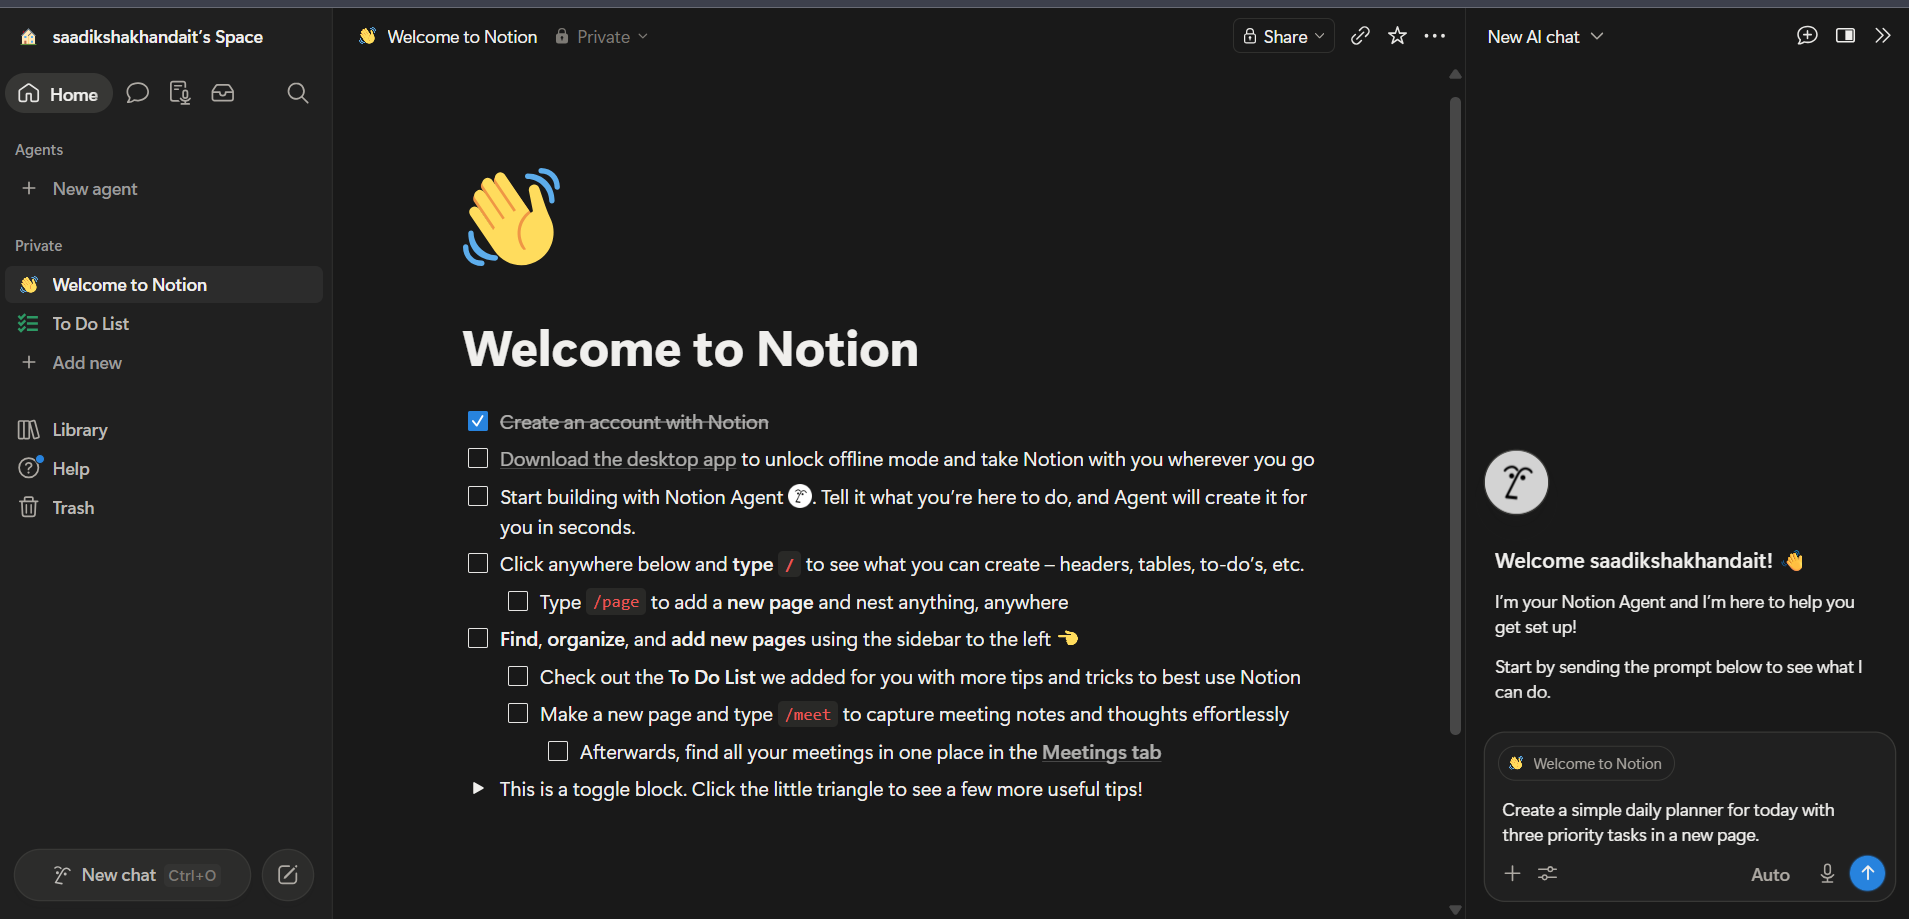 saadikshakhandait's Space
Home
Agents
New agent
Private
Welcome to Notion
To Do List
Add new
Library
Help
Trash
New chat Ctrl+O
Welcome to Notion Private
Share
Welcome to Notion
Create an account with Notion
Download the desktop app to unlock offline mode and take Notion with you wherever you go
Start building with Notion Agent . Tell it what you're here to do, and Agent will create it for
you in seconds.
Click anywhere below and type / to see what you can create – headers, tables, to-do's, etc.
Type /page to add a new page and nest anything, anywhere
Find, organize, and add new pages using the sidebar to the left
Check out the To Do List we added for you with more tips and tricks to best use Notion
Make a new page and type /meet to capture meeting notes and thoughts effortlessly
Afterwards, find all your meetings in one place in the Meetings tab
This is a toggle block. Click the little triangle to see a few more useful tips!
New AI chat
Welcome saadikshakhandait!
I'm your Notion Agent and I'm here to help you
get set up!
Start by sending the prompt below to see what I
can do.
Welcome to Notion
Create a simple daily planner for today with
three priority tasks in a new page.
Auto